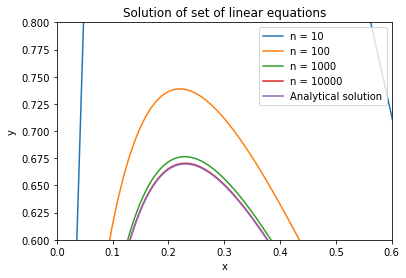 Solution of set of linear equations
0.800
0.775
0.750
0.725
0.700
0.675
0.650
0.625
0.600
y
n = 10
n = 100
n = 1000
n = 10000
Analytical solution
0.0 0.1 0.2 0.3 0.4 0.5 0.6
x